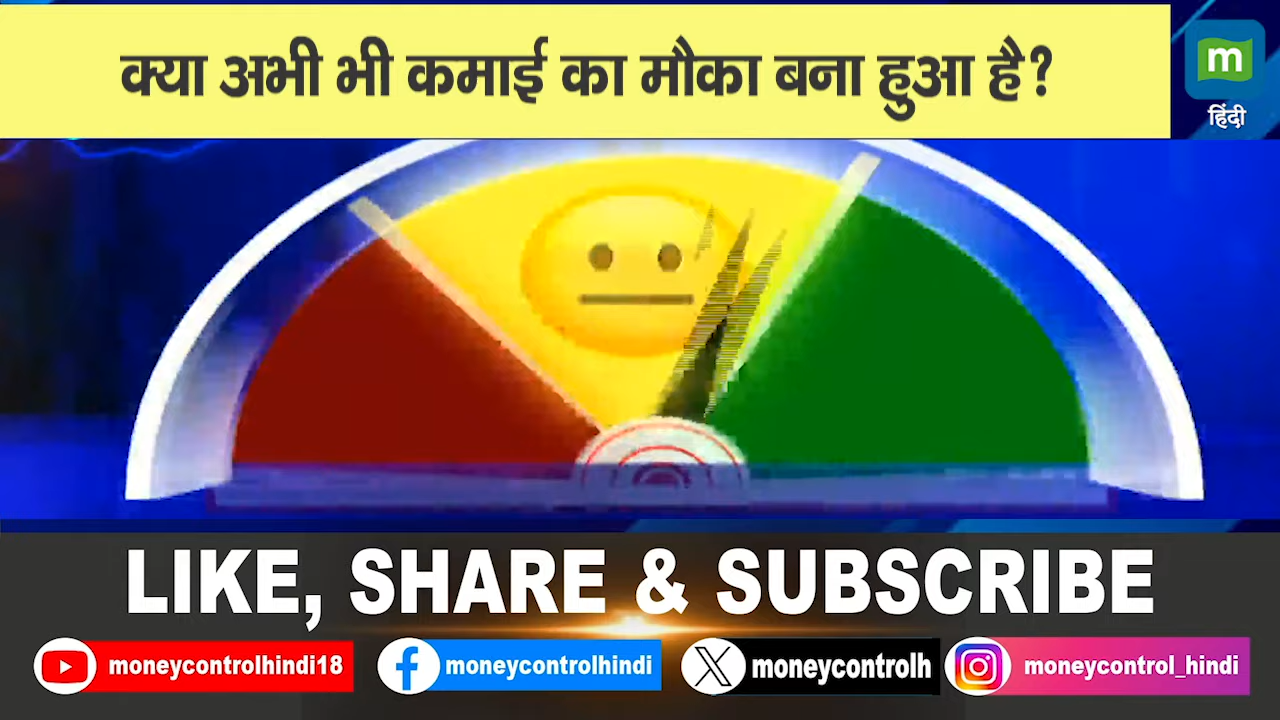 क्या अभी भी कमाई का मौका बना हुआ है?
m
हिंदी
LIKE, SHARE & SUBSCRIBE
moneycontrolhindi18
moneycontrolhindi
moneycontrolh
moneycontrol_hindi